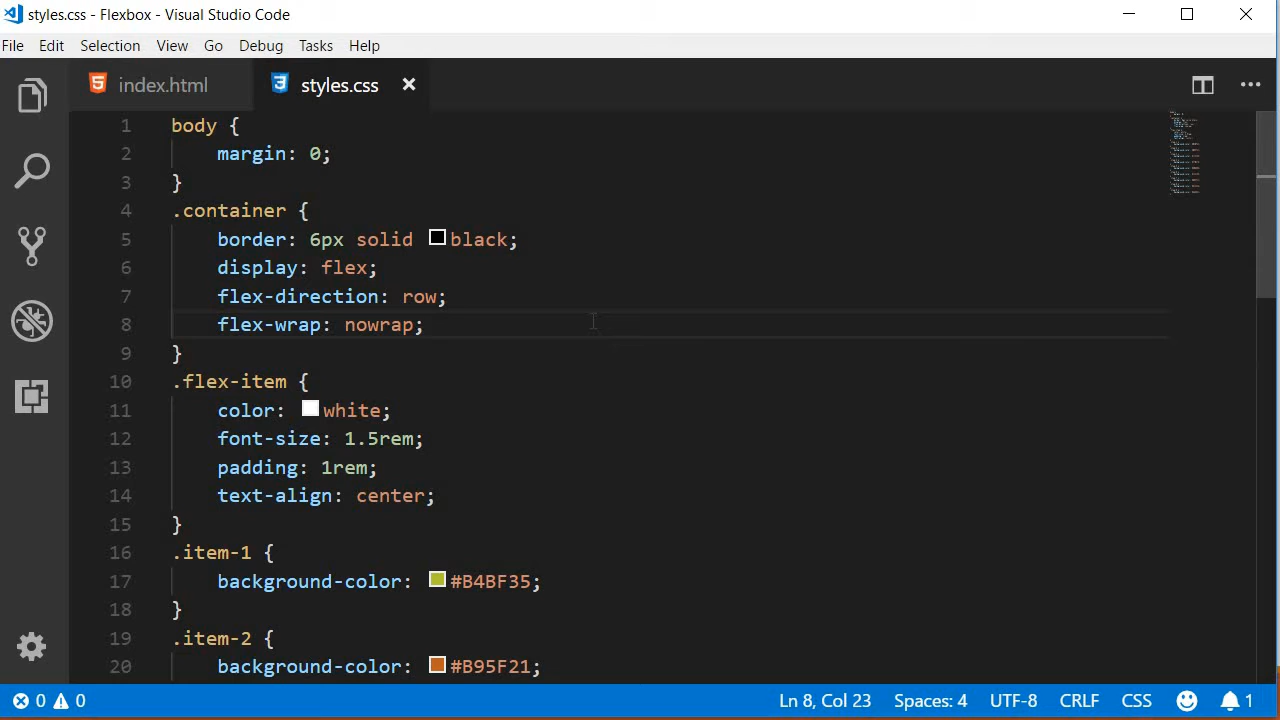 styles.css - Flexbox - Visual Studio Code
File Edit Selection View Go Debug Tasks Help
index.html styles.css
1 body {
2 margin: 0;
3 }
4 .container {
5 border: 6px solid black;
6 display: flex;
7 flex-direction: row;
8 flex-wrap: nowrap;
9 }
10 .flex-item {
11 color: white;
12 font-size: 1.5rem;
13 padding: 1rem;
14 text-align: center;
15 }
16 .item-1 {
17 background-color: #B4BF35;
18 }
19 .item-2 {
20 background-color: #B95F21;
0 0 Ln 8, Col 23 Spaces: 4 UTF-8 CRLF CSS 1